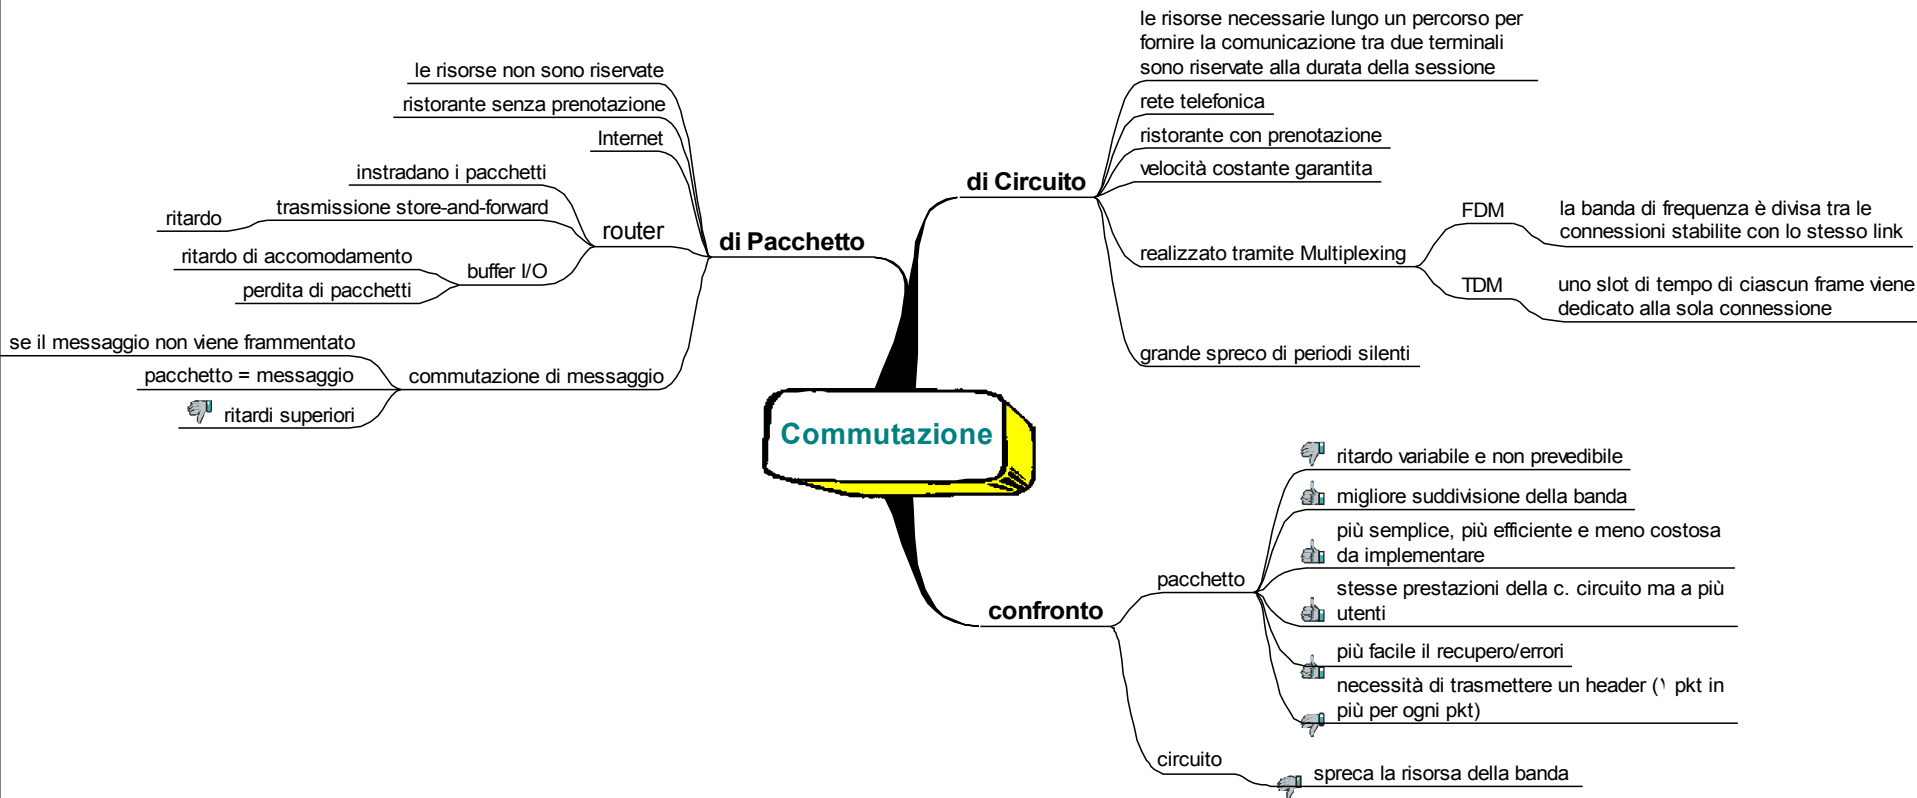 le risorse necessarie lungo un percorso per
fornire la comunicazione tra due terminali
sono riservate alla durata della sessione
rete telefonica
ristorante con prenotazione
velocità costante garantita
di Circuito
realizzato tramite Multiplexing
FDM
la banda di frequenza è divisa tra le
connessioni stabilite con lo stesso link
TDM
uno slot di tempo di ciascun frame viene
dedicato alla sola connessione
grande spreco di periodi silenti
le risorse non sono riservate
ristorante senza prenotazione
Internet
di Pacchetto
router
instradano i pacchetti
trasmissione store-and-forward
ritardo
buffer I/O
ritardo di accomodamento
perdita di pacchetti
commutazione di messaggio
se il messaggio non viene frammentato
pacchetto = messaggio
ritardi superiori
Commutazione
confronto
pacchetto
ritardo variabile e non prevedibile
migliore suddivisione della banda
più semplice, più efficiente e meno costosa
da implementare
stesse prestazioni della c. circuito ma a più
utenti
più facile il recupero/errori
necessità di trasmettere un header (١ pkt in
più per ogni pkt)
circuito
spreca la risorsa della banda